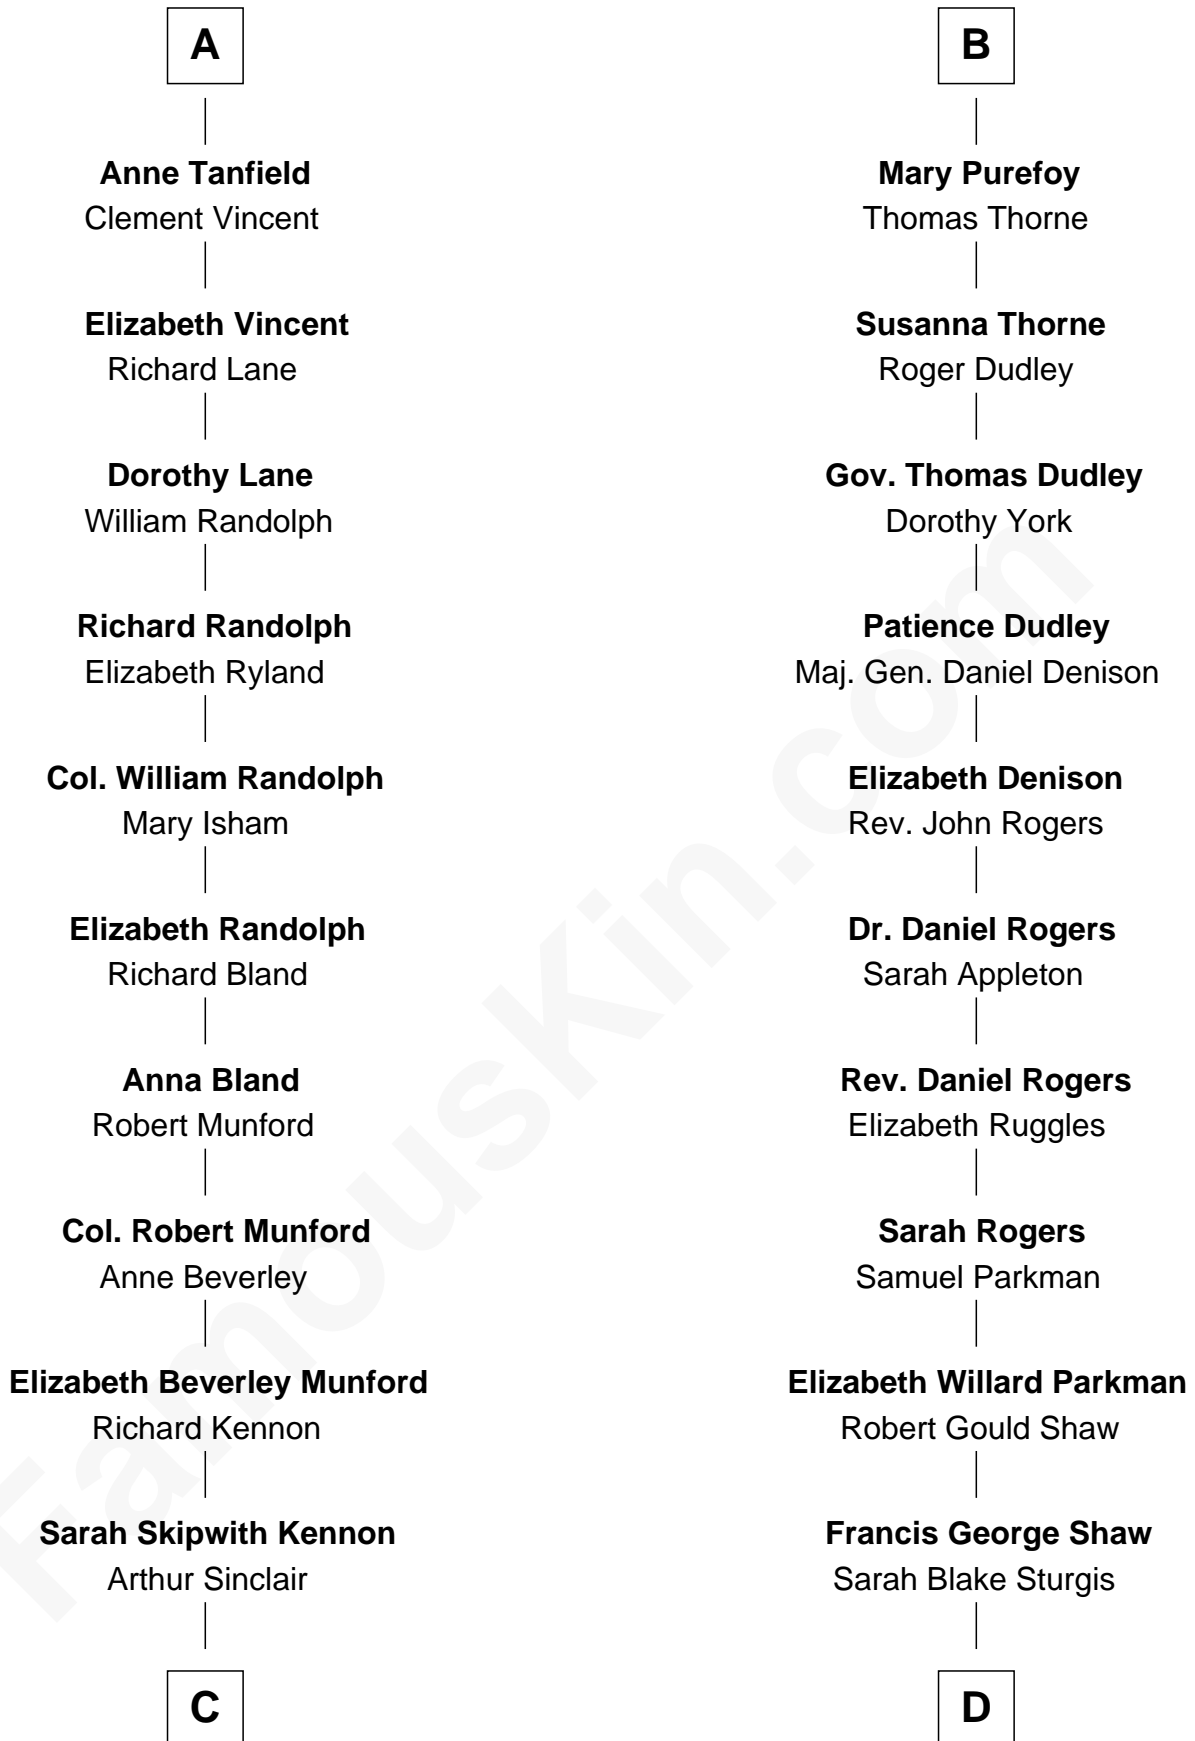 A
Anne Tanfield
Clement Vincent
Elizabeth Vincent
Richard Lane
Dorothy Lane
William Randolph
Richard Randolph
Elizabeth Ryland
Col. William Randolph
Mary Isham
Elizabeth Randolph
Richard Bland
Anna Bland
Robert Munford
Col. Robert Munford
Anne Beverley
Elizabeth Beverley Munford
Richard Kennon
Sarah Skipwith Kennon
Arthur Sinclair
C
B
Mary Purefoy
Thomas Thorne
Susanna Thorne
Roger Dudley
Gov. Thomas Dudley
Dorothy York
Patience Dudley
Maj. Gen. Daniel Denison
Elizabeth Denison
Rev. John Rogers
Dr. Daniel Rogers
Sarah Appleton
Rev. Daniel Rogers
Elizabeth Ruggles
Sarah Rogers
Samuel Parkman
Elizabeth Willard Parkman
Robert Gould Shaw
Francis George Shaw
Sarah Blake Sturgis
D
FamousKin.com